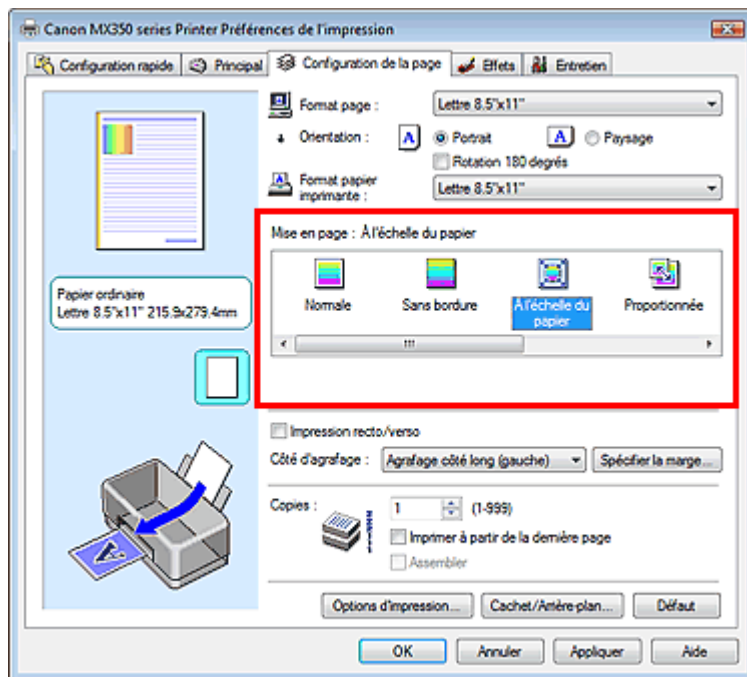 Canon MX350 series Printer Préférences de l'impression
Configuration rapide Principal Configuration de la page Effets Entretien
Format page : Lettre 8.5"x11"
Orientation : A Portrait A Paysage
Rotation 180 degrés
Format papier
imprimante : Lettre 8.5"x11"
Mise en page : À l'échelle du papier
Normale Sans bordure À l'échelle du papier Proportionnée
Papier ordinaire
Lettre 8.5"x11" 215.9x279.4mm
Impression recto/verso
Côté d'agrafage : Agrafage côté long (gauche) Spécifier la marge...
Copies : 1 (1-999)
Imprimer à partir de la dernière page
Assembler
Options d'impression... Cachet/Arrière-plan... Défaut
OK Annuler Appliquer Aide